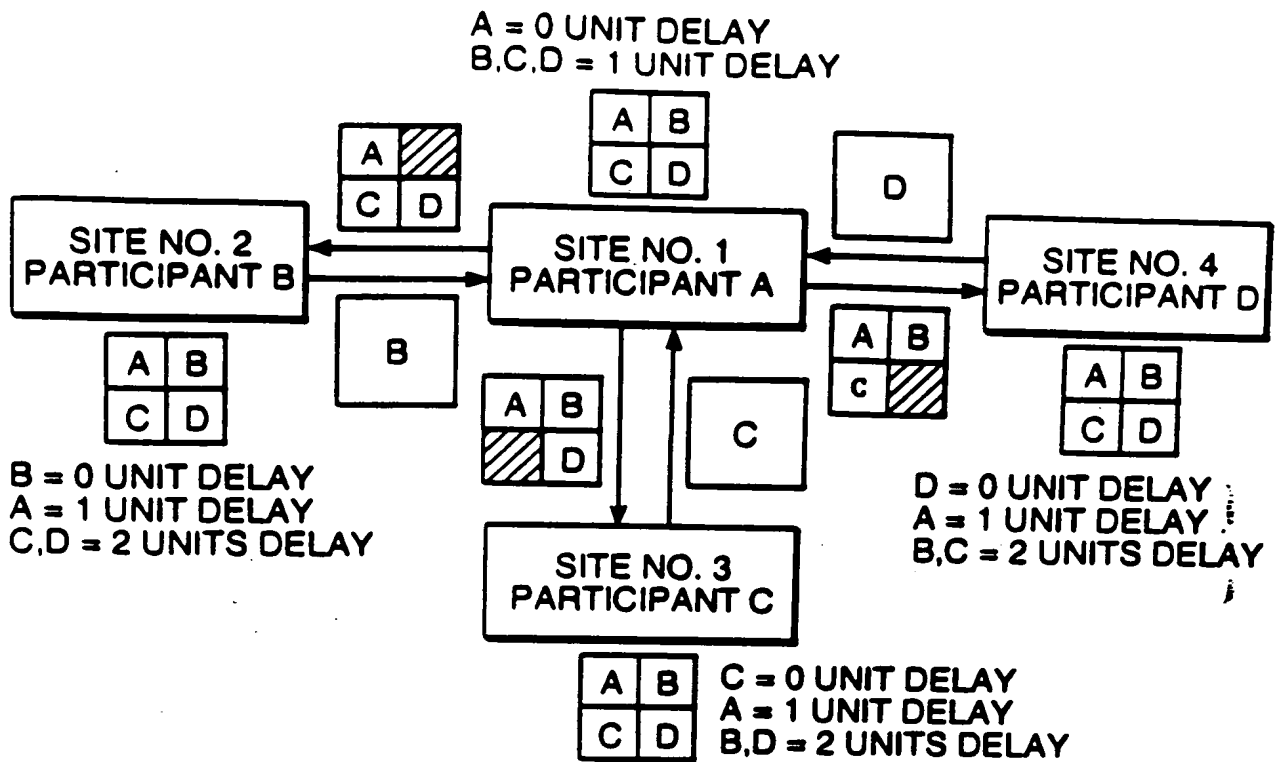 A = 0 UNIT DELAY
B,C,D = 1 UNIT DELAY
A B
C D
A
C D
D
SITE NO. 2
PARTICIPANT B
SITE NO. 1
PARTICIPANT A
SITE NO. 4
PARTICIPANT D
B
A B
C D
A B
D
C
A B
C
A B
C D
B = 0 UNIT DELAY
A = 1 UNIT DELAY
C,D = 2 UNITS DELAY
D = 0 UNIT DELAY
A = 1 UNIT DELAY
B,C = 2 UNITS DELAY
SITE NO. 3
PARTICIPANT C
A B
C D
C = 0 UNIT DELAY
A = 1 UNIT DELAY
B,D = 2 UNITS DELAY